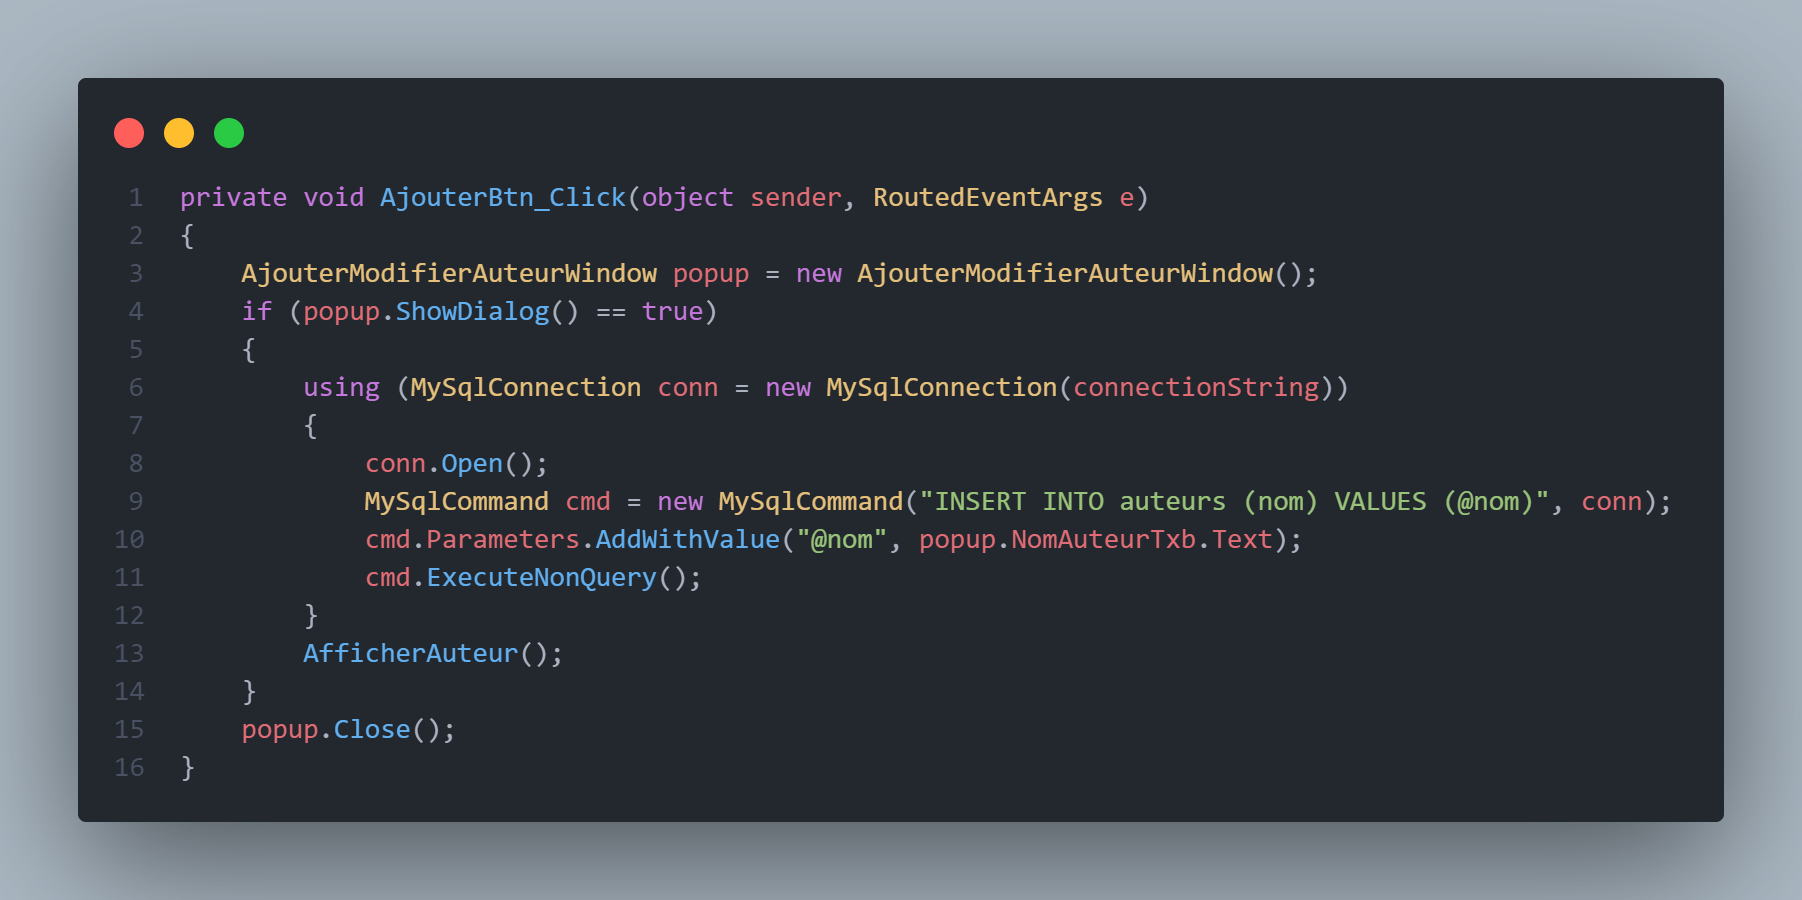 1 private void AjouterBtn_Click(object sender, RoutedEventArgs e)
2 {
3     AjouterModifierAuteurWindow popup = new AjouterModifierAuteurWindow();
4     if (popup.ShowDialog() == true)
5     {
6         using (MySqlConnection conn = new MySqlConnection(connectionString))
7         {
8             conn.Open();
9             MySqlCommand cmd = new MySqlCommand("INSERT INTO auteurs (nom) VALUES (@nom)", conn);
10             cmd.Parameters.AddWithValue("@nom", popup.NomAuteurTxb.Text);
11             cmd.ExecuteNonQuery();
12         }
13         AfficherAuteur();
14     }
15     popup.Close();
16 }